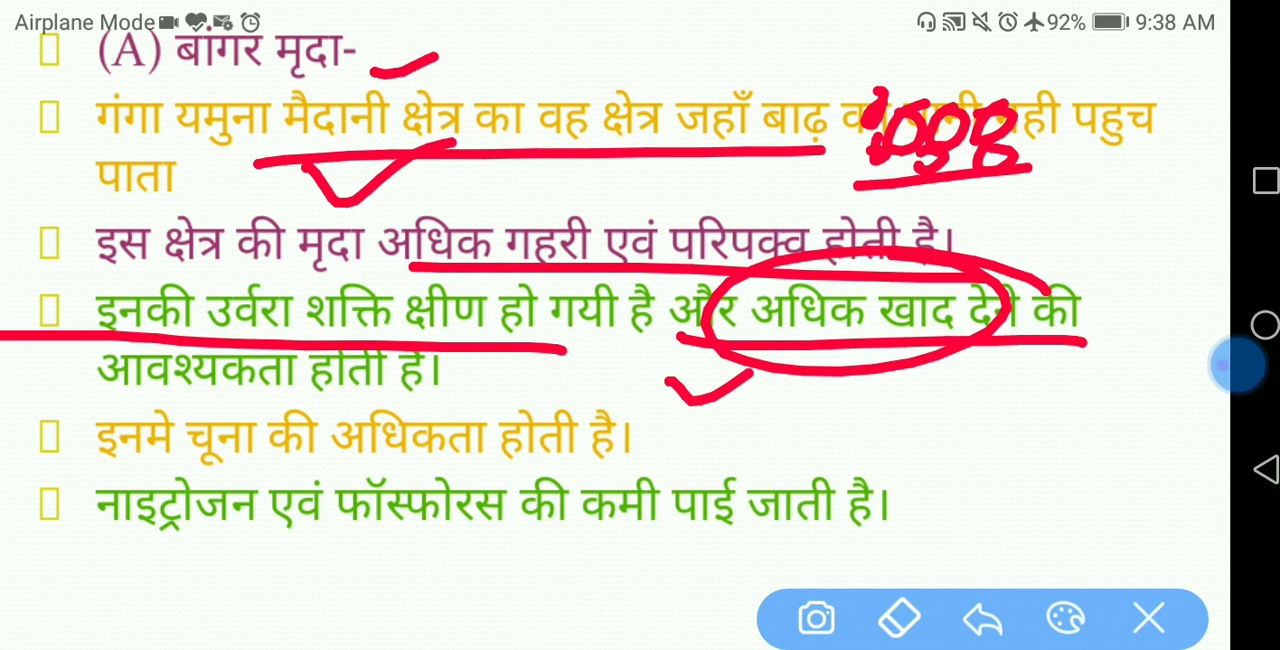 Airplane Mode 92% 9:38 AM
(A) बांगर मृदा-
गंगा यमुना मैदानी क्षेत्र का वह क्षेत्र जहाँ बाढ़ पहुच
पाता
इस क्षेत्र की मृदा अधिक गहरी एवं परिपक्व होती है।
इनकी उर्वरा शक्ति क्षीण हो गयी है और अधिक खाद देने की
आवश्यकता होती है।
इनमे चूना की अधिकता होती है।
नाइट्रोजन एवं फॉस्फोरस की कमी पाई जाती है।